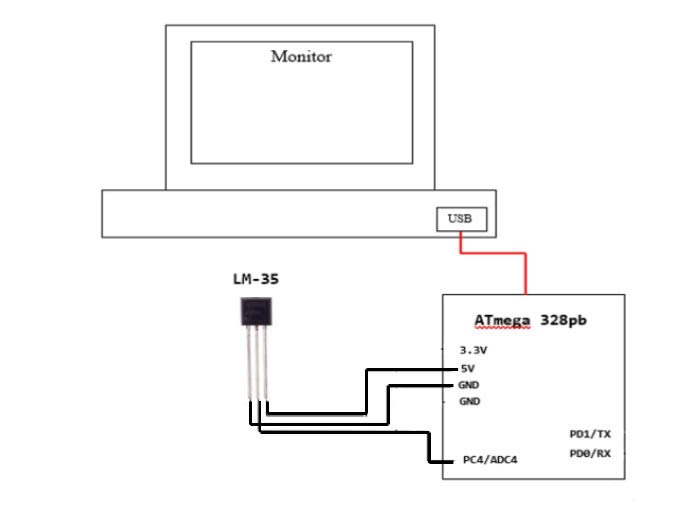 Monitor
USB
LM-35
ATmega 328pb
3.3V
5V
GND
GND
PD1/TX
PD0/RX
PC4/ADC4